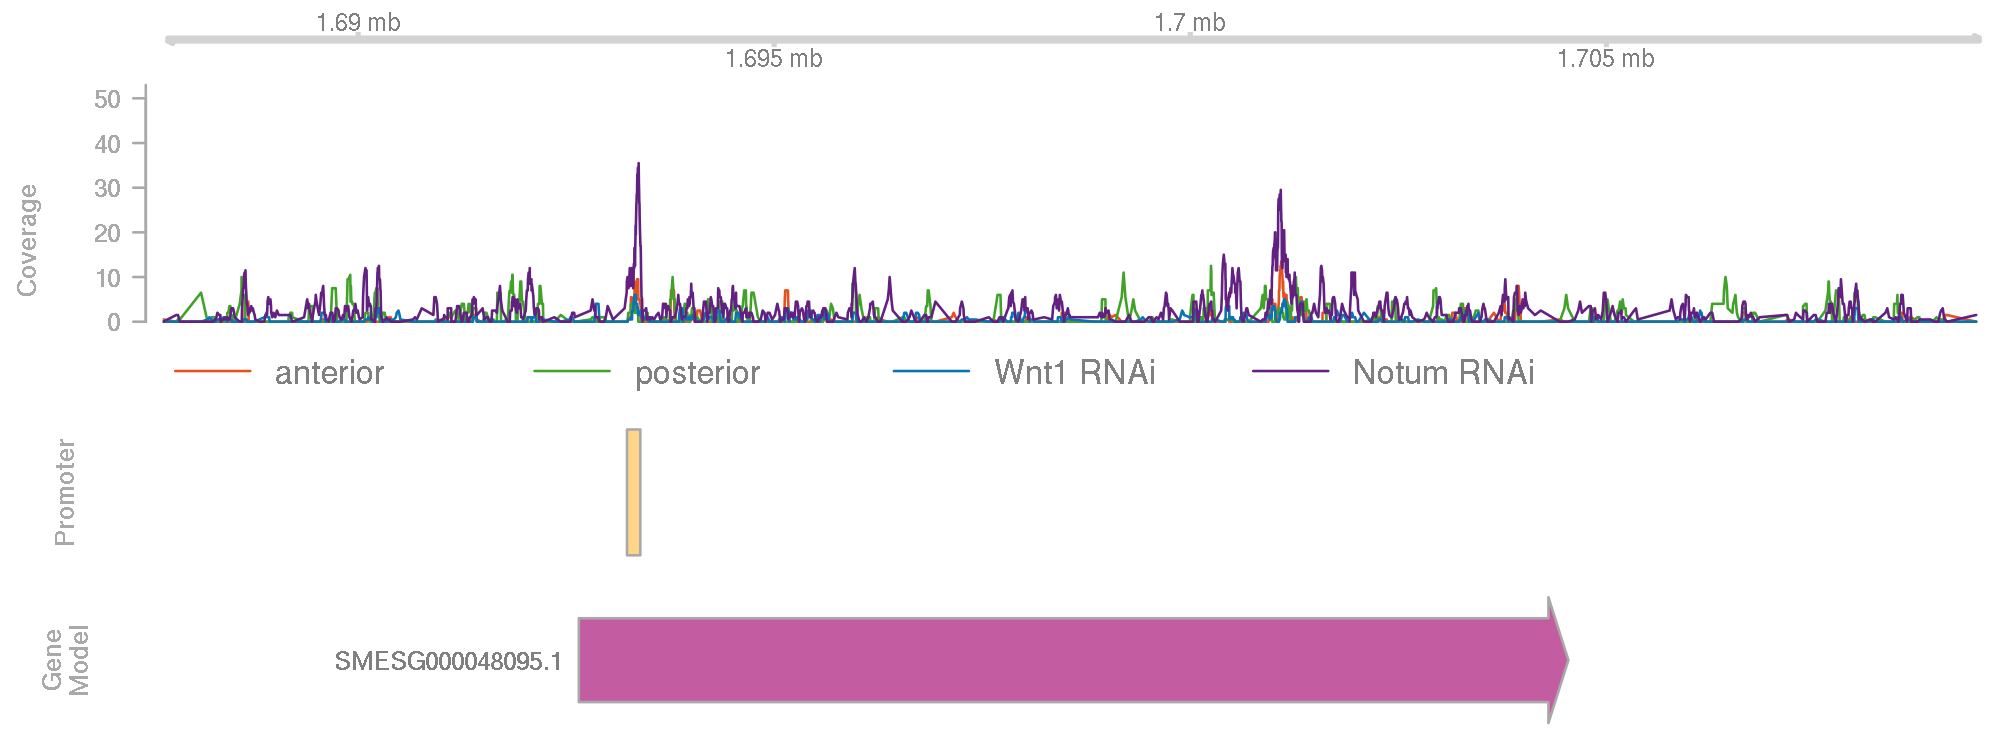 1.69 mb
1.7 mb
1.695 mb
1.705 mb
Coverage
50
40
30
20
10
0
anterior
posterior
Wnt1 RNAi
Notum RNAi
Promoter
Gene
Model
SMESG000048095.1